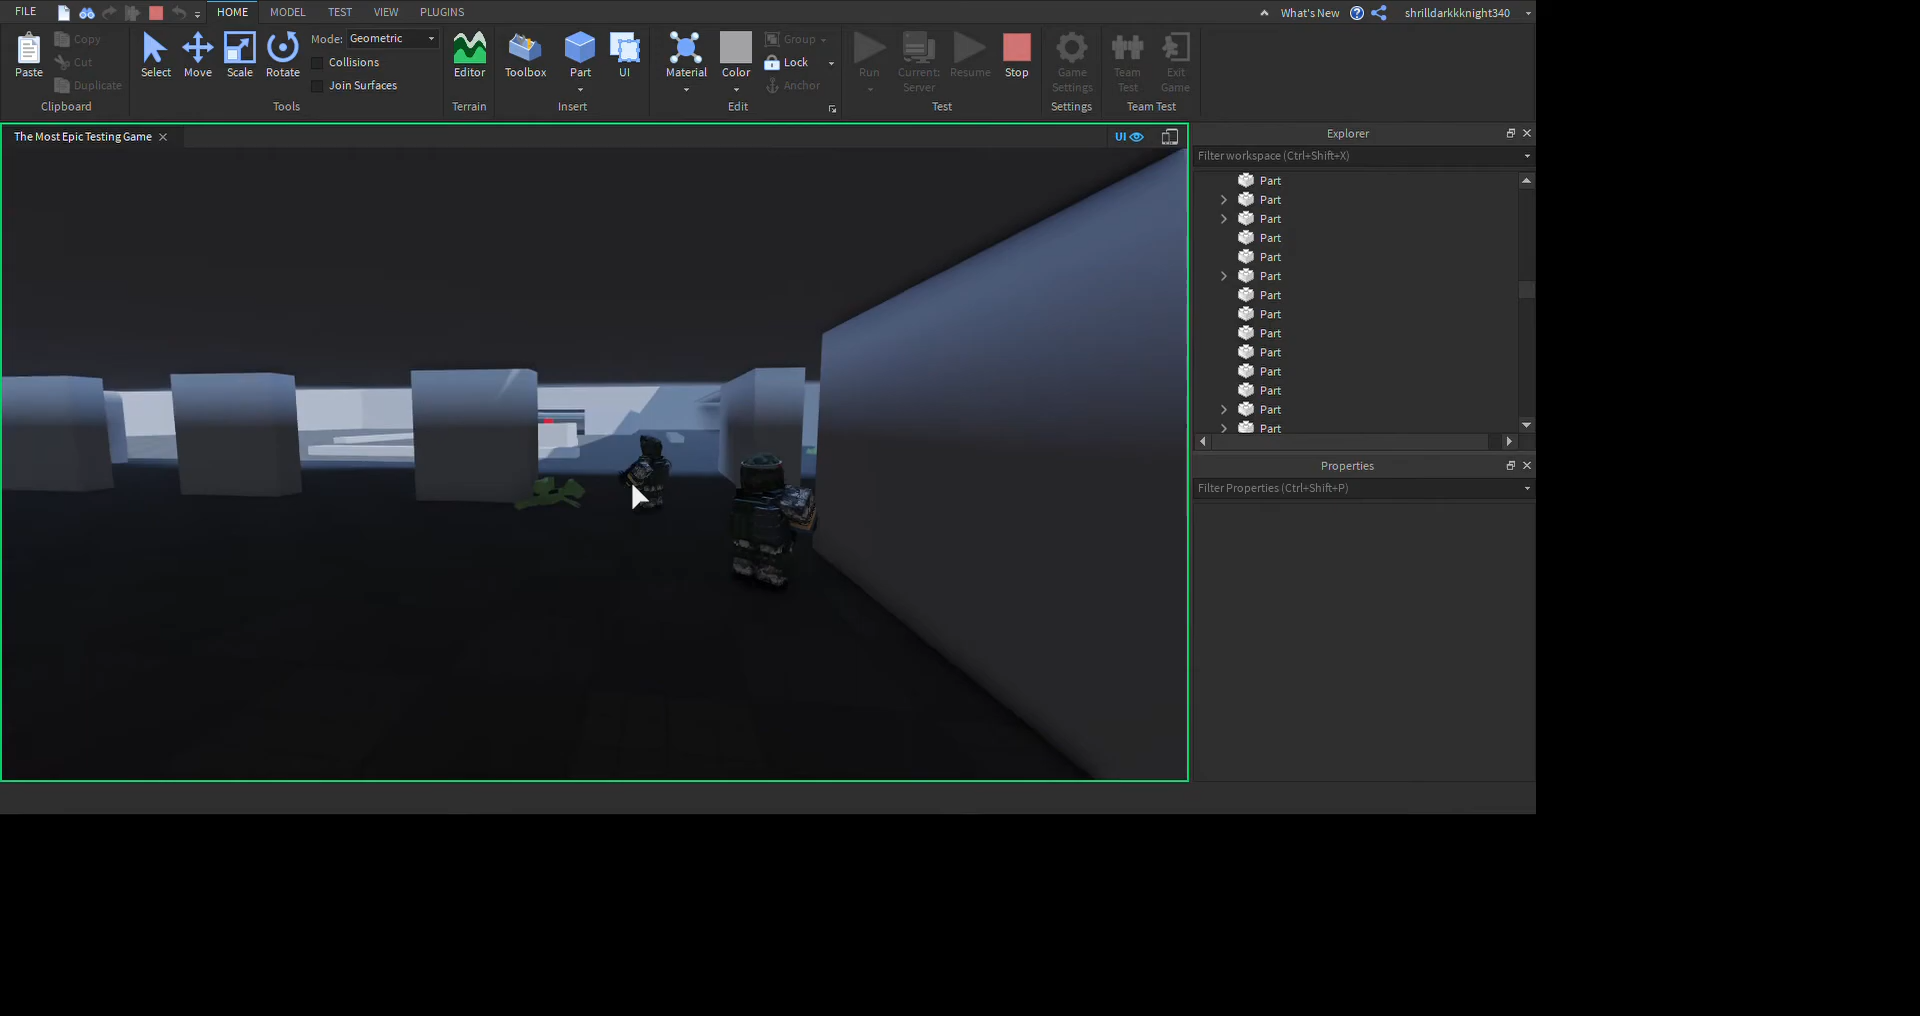 FILE HOME MODEL TEST VIEW PLUGINS What's New shrilldarkkknight340
Paste Copy Cut Duplicate
Clipboard
Select Move Scale Rotate Mode: Geometric
Collisions
Join Surfaces
Tools
Editor
Terrain
Toolbox Part UI
Insert
Material Color Group Lock Anchor
Edit
Run Current: Server Resume Stop
Test
Game Settings
Settings
Team Test Exit Game
Team Test
The Most Epic Testing Game UI
Explorer
Filter workspace (Ctrl+Shift+X)
Part
Part
Part
Part
Part
Part
Part
Part
Part
Part
Part
Part
Part
Part
Properties
Filter Properties (Ctrl+Shift+P)